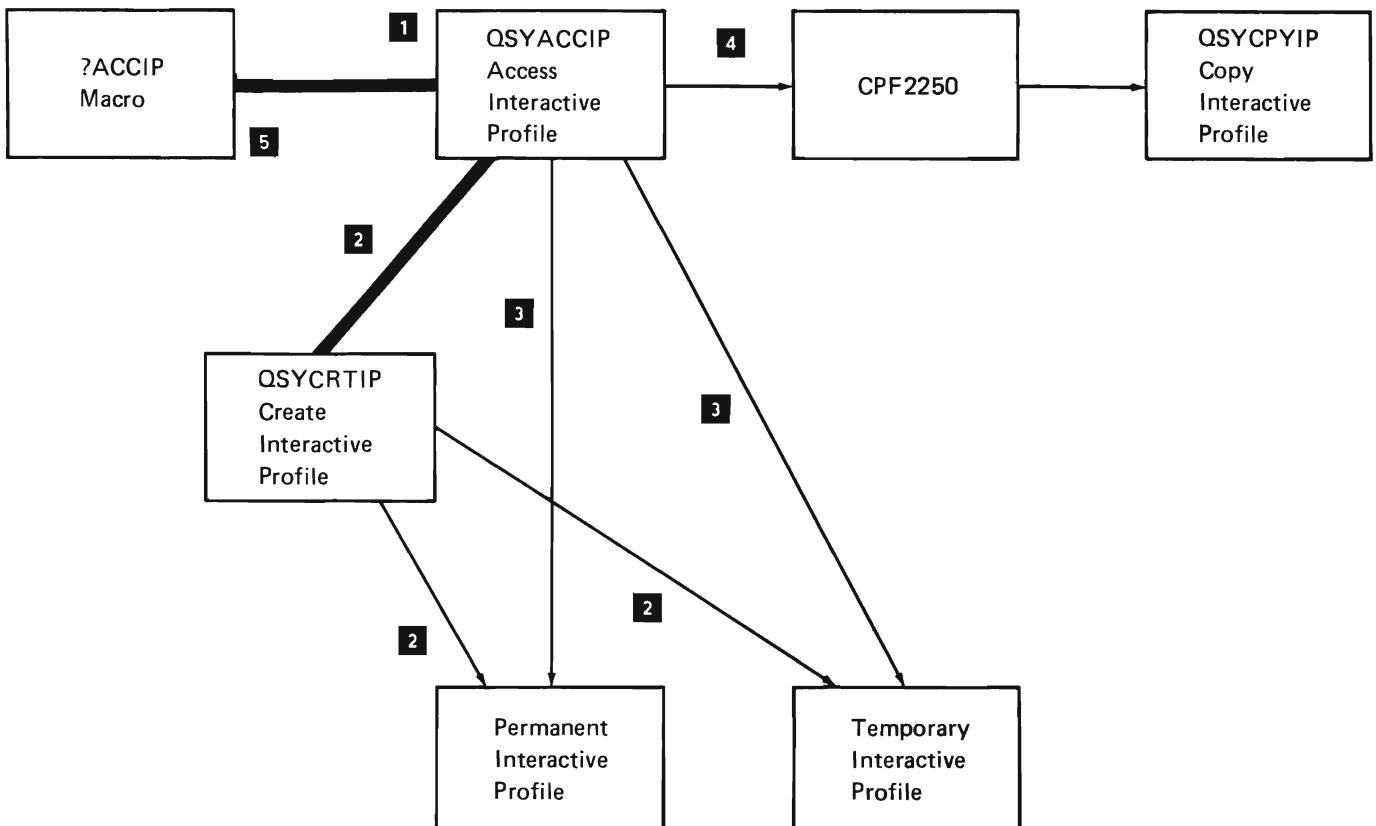 ?ACCIP
Macro
1
5
QSYACCIP
Access
Interactive
Profile
4
CPF2250
QSYCPYIP
Copy
Interactive
Profile
2
3
3
QSYCRTIP
Create
Interactive
Profile
2
2
Permanent
Interactive
Profile
Temporary
Interactive
Profile